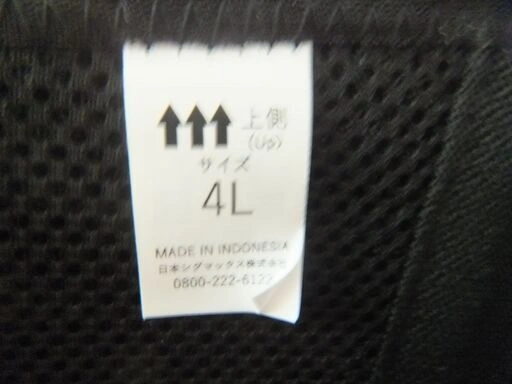 上側
(Up)
サイズ
4L
MADE IN INDONESIA
日本シグマックス株式会社
0800-222-6122